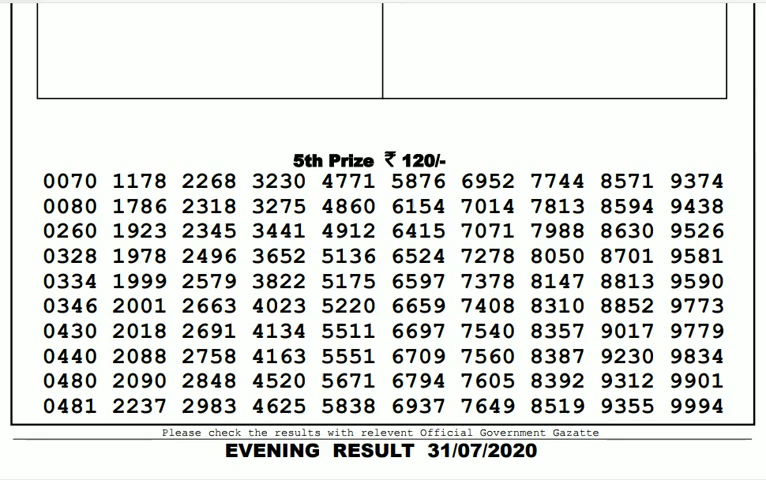 5th Prize ₹ 120/-
0070 1178 2268 3230 4771 5876 6952 7744 8571 9374
0080 1786 2318 3275 4860 6154 7014 7813 8594 9438
0260 1923 2345 3441 4912 6415 7071 7988 8630 9526
0328 1978 2496 3652 5136 6524 7278 8050 8701 9581
0334 1999 2579 3822 5175 6597 7378 8147 8813 9590
0346 2001 2663 4023 5220 6659 7408 8310 8852 9773
0430 2018 2691 4134 5511 6697 7540 8357 9017 9779
0440 2088 2758 4163 5551 6709 7560 8387 9230 9834
0480 2090 2848 4520 5671 6794 7605 8392 9312 9901
0481 2237 2983 4625 5838 6937 7649 8519 9355 9994
Please check the results with relevent Official Government Gazatte
EVENING RESULT 31/07/2020